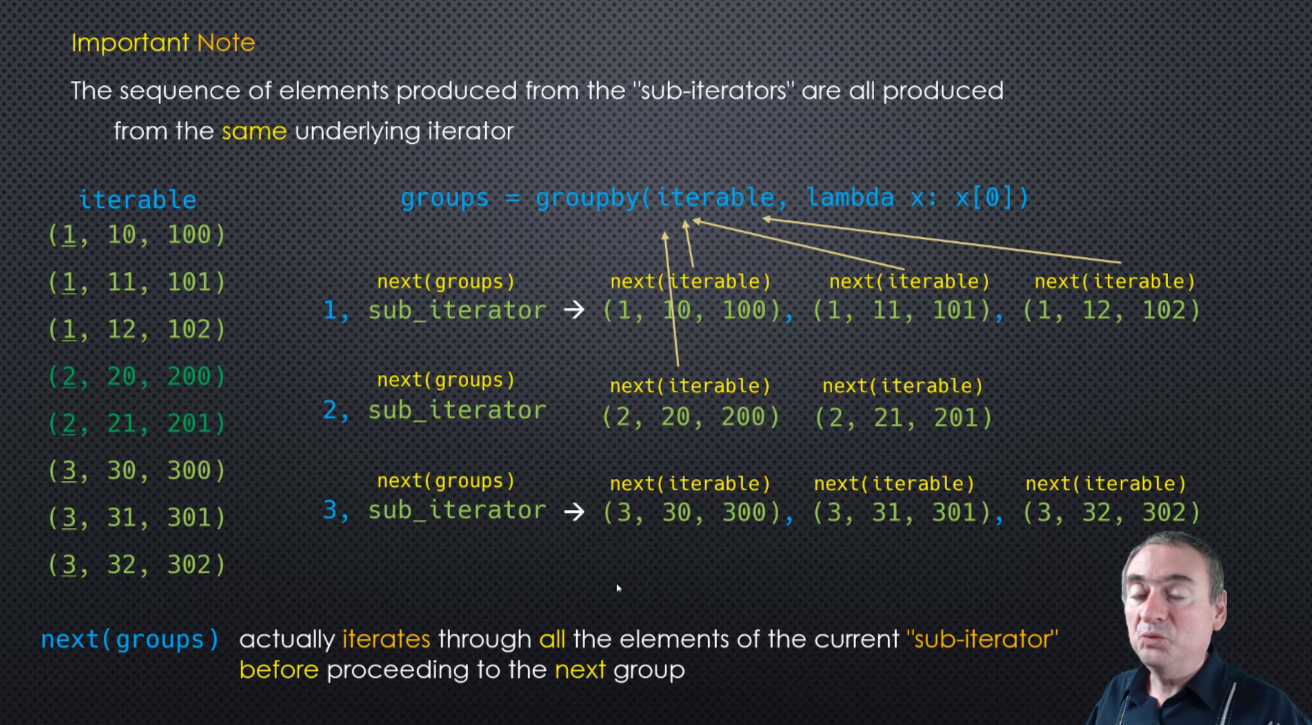 Important Note
The sequence of elements produced from the "sub-iterators" are all produced
from the same underlying iterator
iterable
groups = groupby(iterable, lambda x: x[0])
(1, 10, 100)
(1, 11, 101)
(1, 12, 102)
(2, 20, 200)
(2, 21, 201)
(3, 30, 300)
(3, 31, 301)
(3, 32, 302)
next(groups) next(iterable) next(iterable) next(iterable)
1, sub_iterator → (1, 10, 100), (1, 11, 101), (1, 12, 102)
next(groups) next(iterable) next(iterable)
2, sub_iterator (2, 20, 200) (2, 21, 201)
next(groups) next(iterable) next(iterable) next(iterable)
3, sub_iterator → (3, 30, 300), (3, 31, 301), (3, 32, 302)
next(groups) actually iterates through all the elements of the current "sub-iterator"
before proceeding to the next group